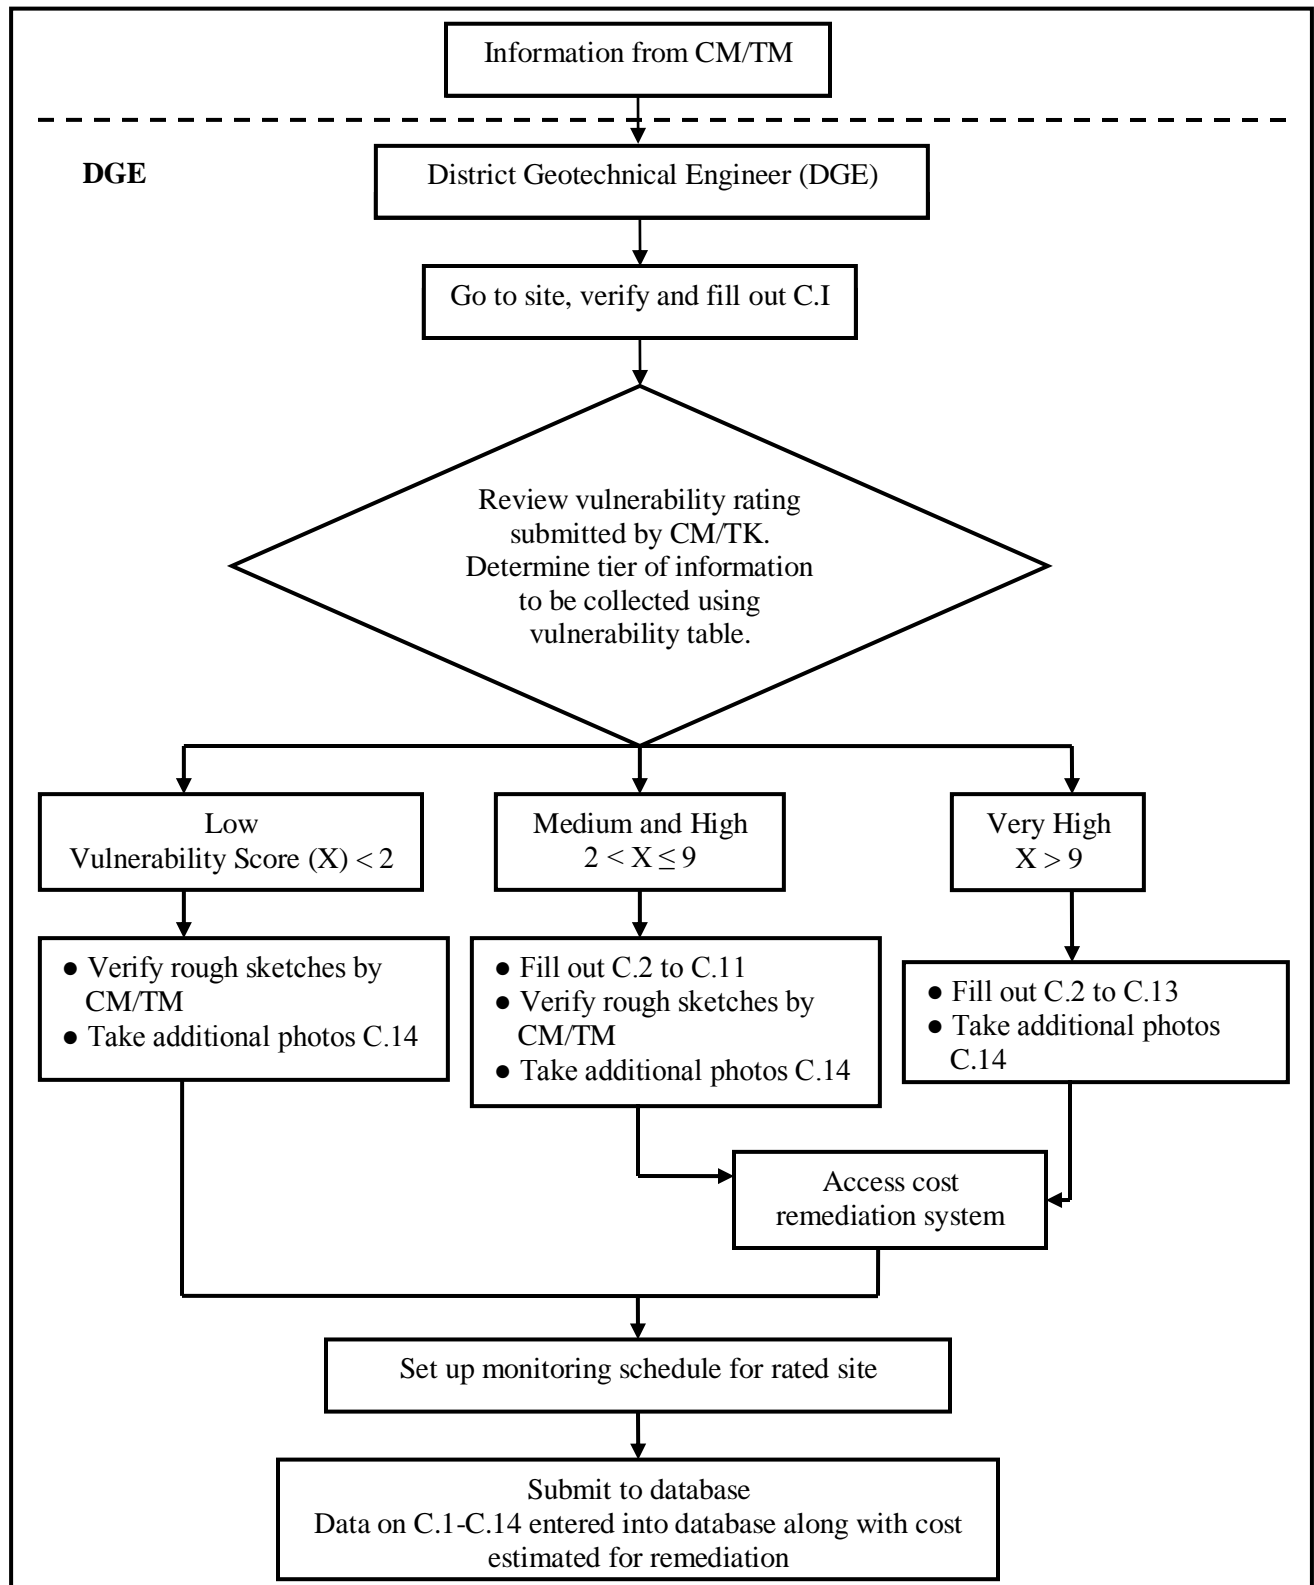 Information from CM/TM
DGE
District Geotechnical Engineer (DGE)
Go to site, verify and fill out C.I
Review vulnerability rating
submitted by CM/TK.
Determine tier of information
to be collected using
vulnerability table.
Low
Vulnerability Score (X) < 2
Medium and High
2 < X ≤ 9
Very High
X > 9
● Verify rough sketches by
CM/TM
● Take additional photos C.14
● Fill out C.2 to C.11
● Verify rough sketches by
CM/TM
● Take additional photos C.14
● Fill out C.2 to C.13
● Take additional photos
C.14
Access cost
remediation system
Set up monitoring schedule for rated site
Submit to database
Data on C.1-C.14 entered into database along with cost
estimated for remediation